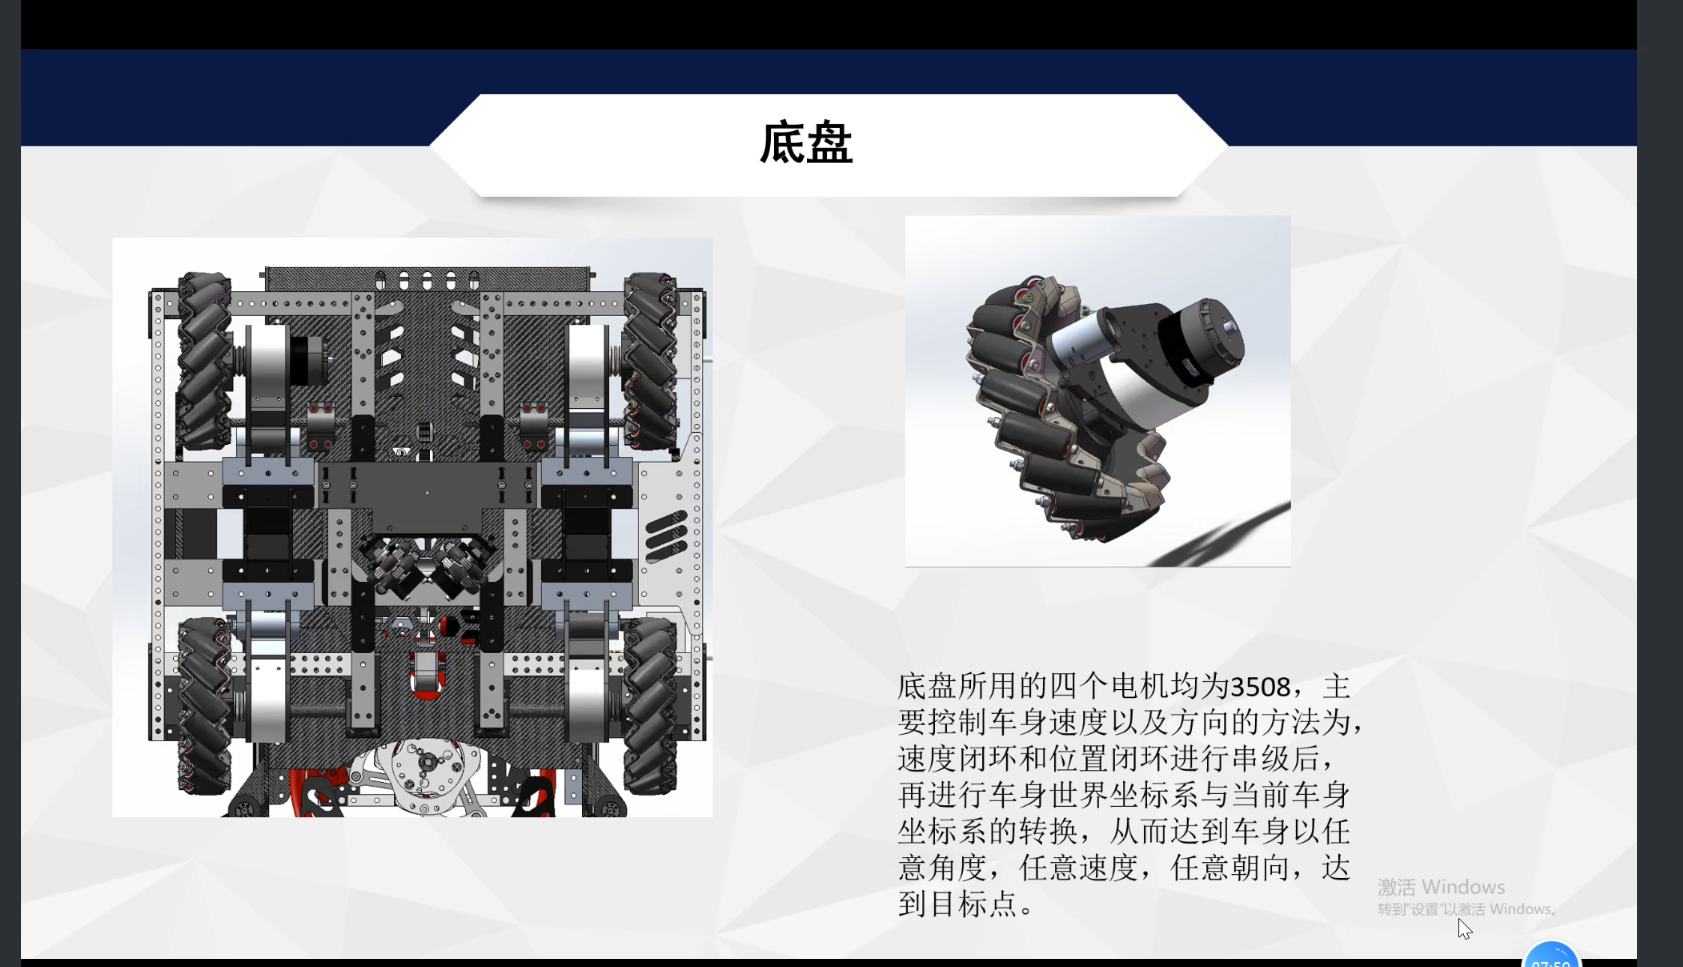 底盘
底盘所用的四个电机均为3508，主
要控制车身速度以及方向的方法为，
速度闭环和位置闭环进行串级后，
再进行车身世界坐标系与当前车身
坐标系的转换，从而达到车身以任
意角度，任意速度，任意朝向，达
到目标点。
激活 Windows
转到"设置"以激活 Windows。